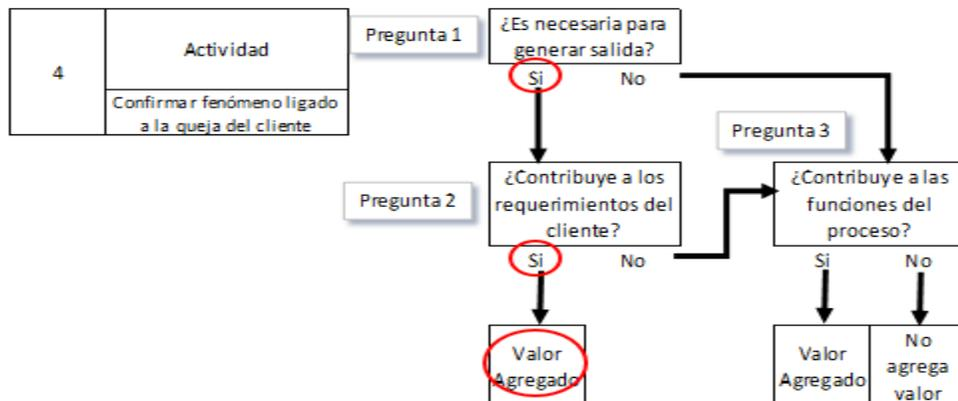 4
Actividad
Confirmar fenómeno ligado
a la queja del cliente
Pregunta 1
¿Es necesaria para
generar salida?
Si
No
Pregunta 2
¿Contribuye a los
requerimientos del
cliente?
Si
No
Pregunta 3
¿Contribuye a las
funciones del
proceso?
Si
No
Valor
Agregado
Valor
Agregado
No
agrega
valor